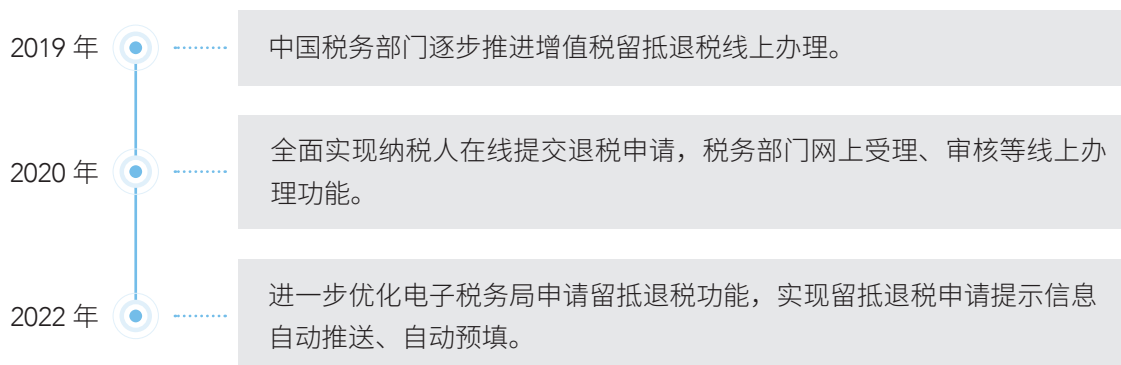 2019 年
中国税务部门逐步推进增值税留抵退税线上办理。
2020 年
全面实现纳税人在线提交退税申请，税务部门网上受理、审核等线上办
理功能。
2022 年
进一步优化电子税务局申请留抵退税功能，实现留抵退税申请提示信息
自动推送、自动预填。